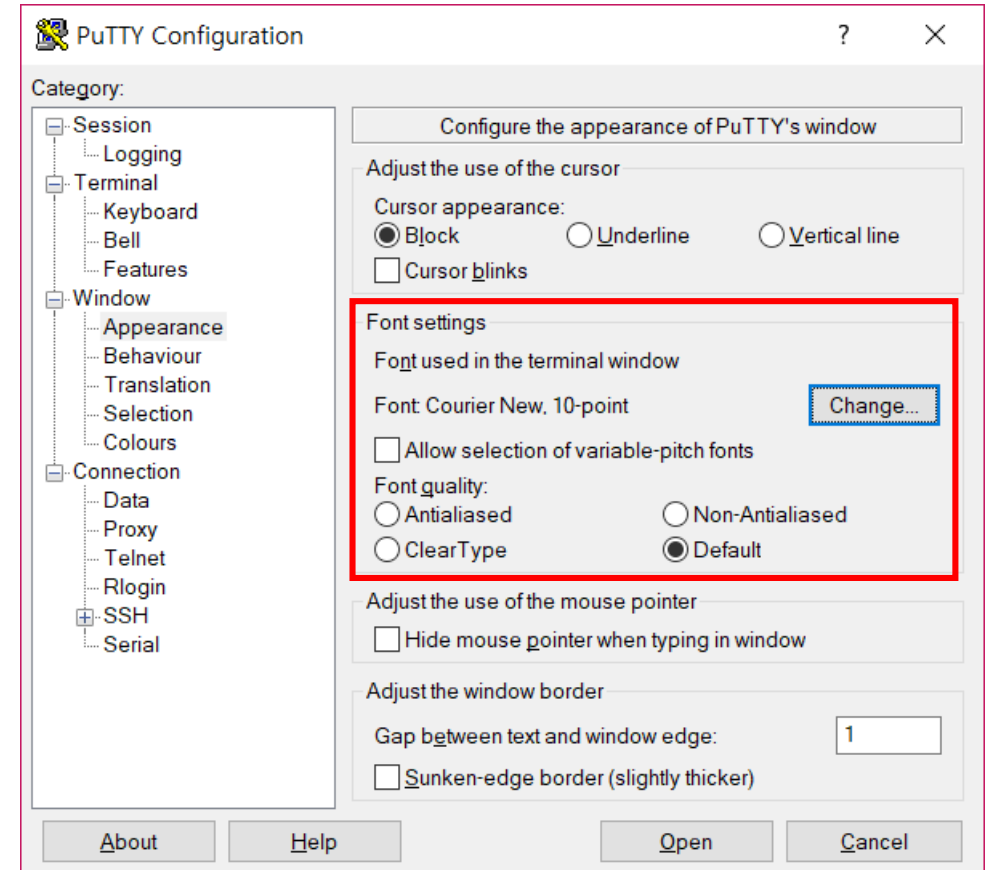 PuTTY Configuration
?
Category:
Session
Logging
Terminal
Keyboard
Bell
Features
Window
Appearance
Behaviour
Translation
Selection
Colours
Connection
Data
Proxy
Telnet
Rlogin
SSH
Serial
Configure the appearance of PuTTY's window
Adjust the use of the cursor
Cursor appearance:
Block Underline Vertical line
Cursor blinks
Font settings
Font used in the terminal window
Font: Courier New, 10-point Change...
Allow selection of variable-pitch fonts
Font quality:
Antialiased Non-Antialiased
ClearType Default
Adjust the use of the mouse pointer
Hide mouse pointer when typing in window
Adjust the window border
Gap between text and window edge: 1
Sunken-edge border (slightly thicker)
About Help Open Cancel